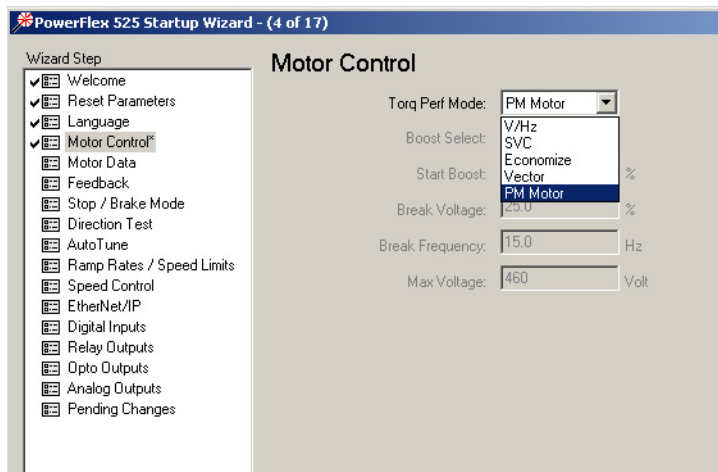 PowerFlex 525 Startup Wizard - (4 of 17)
Wizard Step
Welcome
Reset Parameters
Language
Motor Control*
Motor Data
Feedback
Stop / Brake Mode
Direction Test
AutoTune
Ramp Rates / Speed Limits
Speed Control
EtherNet/IP
Digital Inputs
Relay Outputs
Opto Outputs
Analog Outputs
Pending Changes
Motor Control
Torq Perf Mode: PM Motor
V/Hz
Boost Select: SVC
Economize
Start Boost: Vector %
PM Motor
Break Voltage: 25.0 %
Break Frequency: 15.0 Hz
Max Voltage: 460 Volt